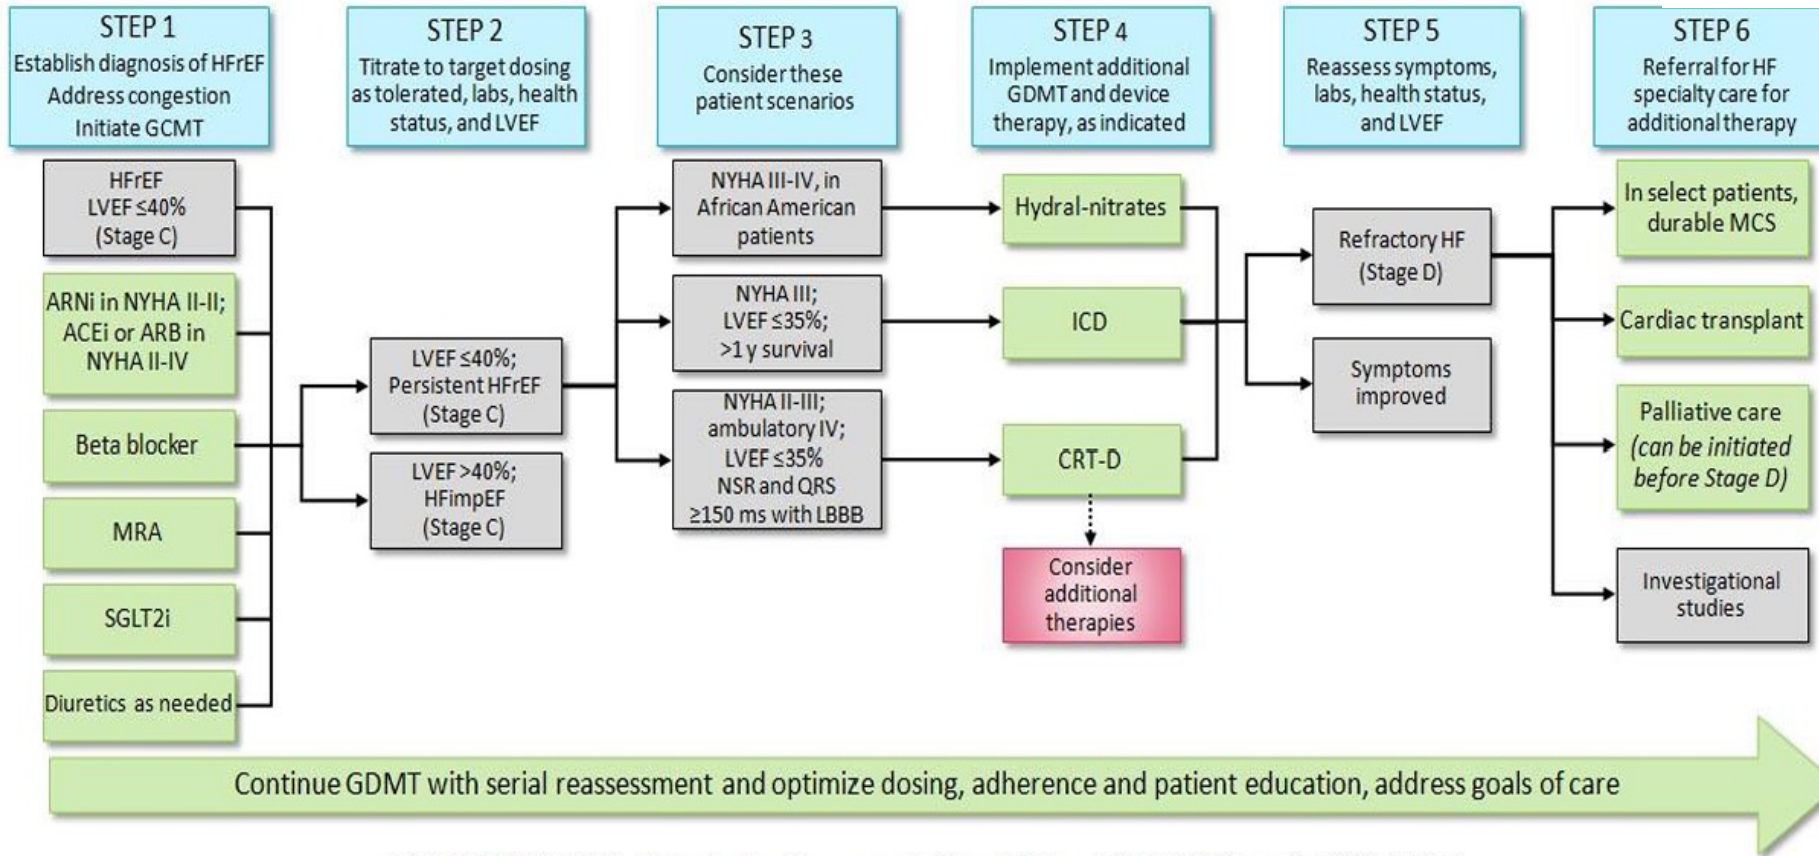 STEP 1
Establish diagnosis of HFrEF
Address congestion
Initiate GCMT
STEP 2
Titrate to target dosing
as tolerated, labs, health
status, and LVEF
STEP 3
Consider these
patient scenarios
STEP 4
Implement additional
GDMT and device
therapy, as indicated
STEP 5
Reassess symptoms,
labs, health status,
and LVEF
STEP 6
Referral for HF
specialty care for
additional therapy
HFrEF
LVEF ≤40%
(Stage C)
ARNi in NYHA II-II;
ACEi or ARB in
NYHA II-IV
Beta blocker
MRA
SGLT2i
Diuretics as needed
LVEF ≤40%;
Persistent HFrEF
(Stage C)
LVEF >40%;
HFimpEF
(Stage C)
NYHA III-IV, in
African American
patients
NYHA III;
LVEF ≤35%;
>1 y survival
NYHA II-III;
ambulatory IV;
LVEF ≤35%
NSR and QRS
≥150 ms with LBBB
Hydral-nitrates
ICD
CRT-D
Consider
additional
therapies
Refractory HF
(Stage D)
Symptoms
improved
In select patients,
durable MCS
Cardiac transplant
Palliative care
(can be initiated
before Stage D)
Investigational
studies
Continue GDMT with serial reassessment and optimize dosing, adherence and patient education, address goals of care